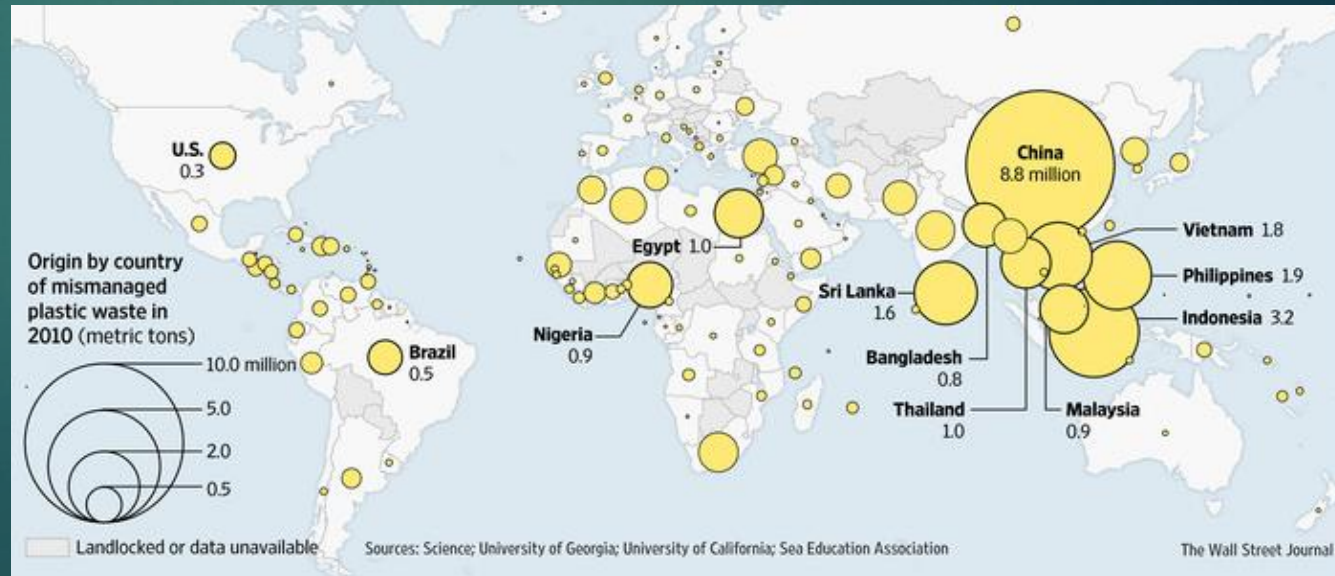 U.S.
0.3
China
8.8 million
Egypt 1.0
Vietnam 1.8
Philippines 1.9
Indonesia 3.2
Sri Lanka
1.6
Nigeria
0.9
Brazil
0.5
Bangladesh
0.8
Thailand
1.0
Malaysia
0.9
Origin by country
of mismanaged
plastic waste in
2010 (metric tons)
10.0 million
5.0
2.0
0.5
Landlocked or data unavailable
Sources: Science; University of Georgia; University of California; Sea Education Association
The Wall Street Journal